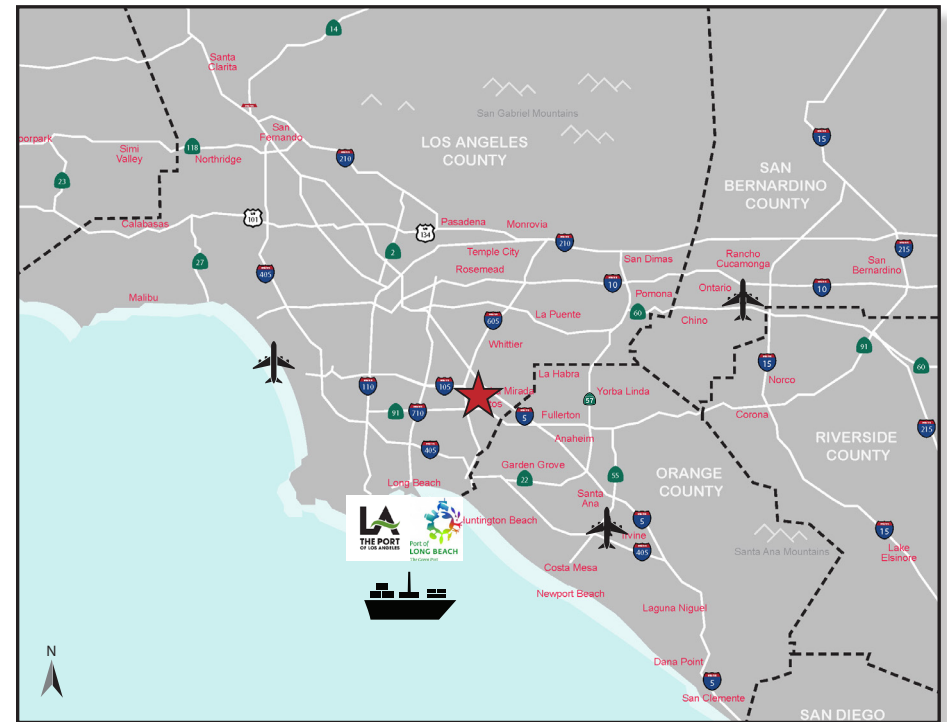 14
Santa
Clarita
San Gabriel Mountains
San
Fernando
LOS ANGELES
COUNTY
15
orpark
Simi
Valley
118
Northridge
210
SAN
BERNARDINO
COUNTY
23
Calabasas
101
134
Pasadena
Monrovia
2
Temple City
210
215
27
405
Rosemead
San Dimas
Rancho
Cucamonga
San
Bernardino
10
Pomona
Ontario
10
Malibu
605
La Puente
60
Chino
Whittier
91
60
15
La Habra
Norco
110
105
Mirada
Yorba Linda
57
tos
91
710
5
Fullerton
Corona
215
Anaheim
405
RIVERSIDE
COUNTY
Garden Grove
22
55
ORANGE
COUNTY
Long Beach
Santa
Ana
LA
THE PORT
OF LOS ANGELES
Port of
LONG BEACH
The Green Port
Huntington Beach
5
Irvine
405
15
Santa Ana Mountains
Lake
Elsinore
Costa Mesa
Newport Beach
Laguna Niguel
N
Dana Point
5
San Clemente
SAN DIEGO